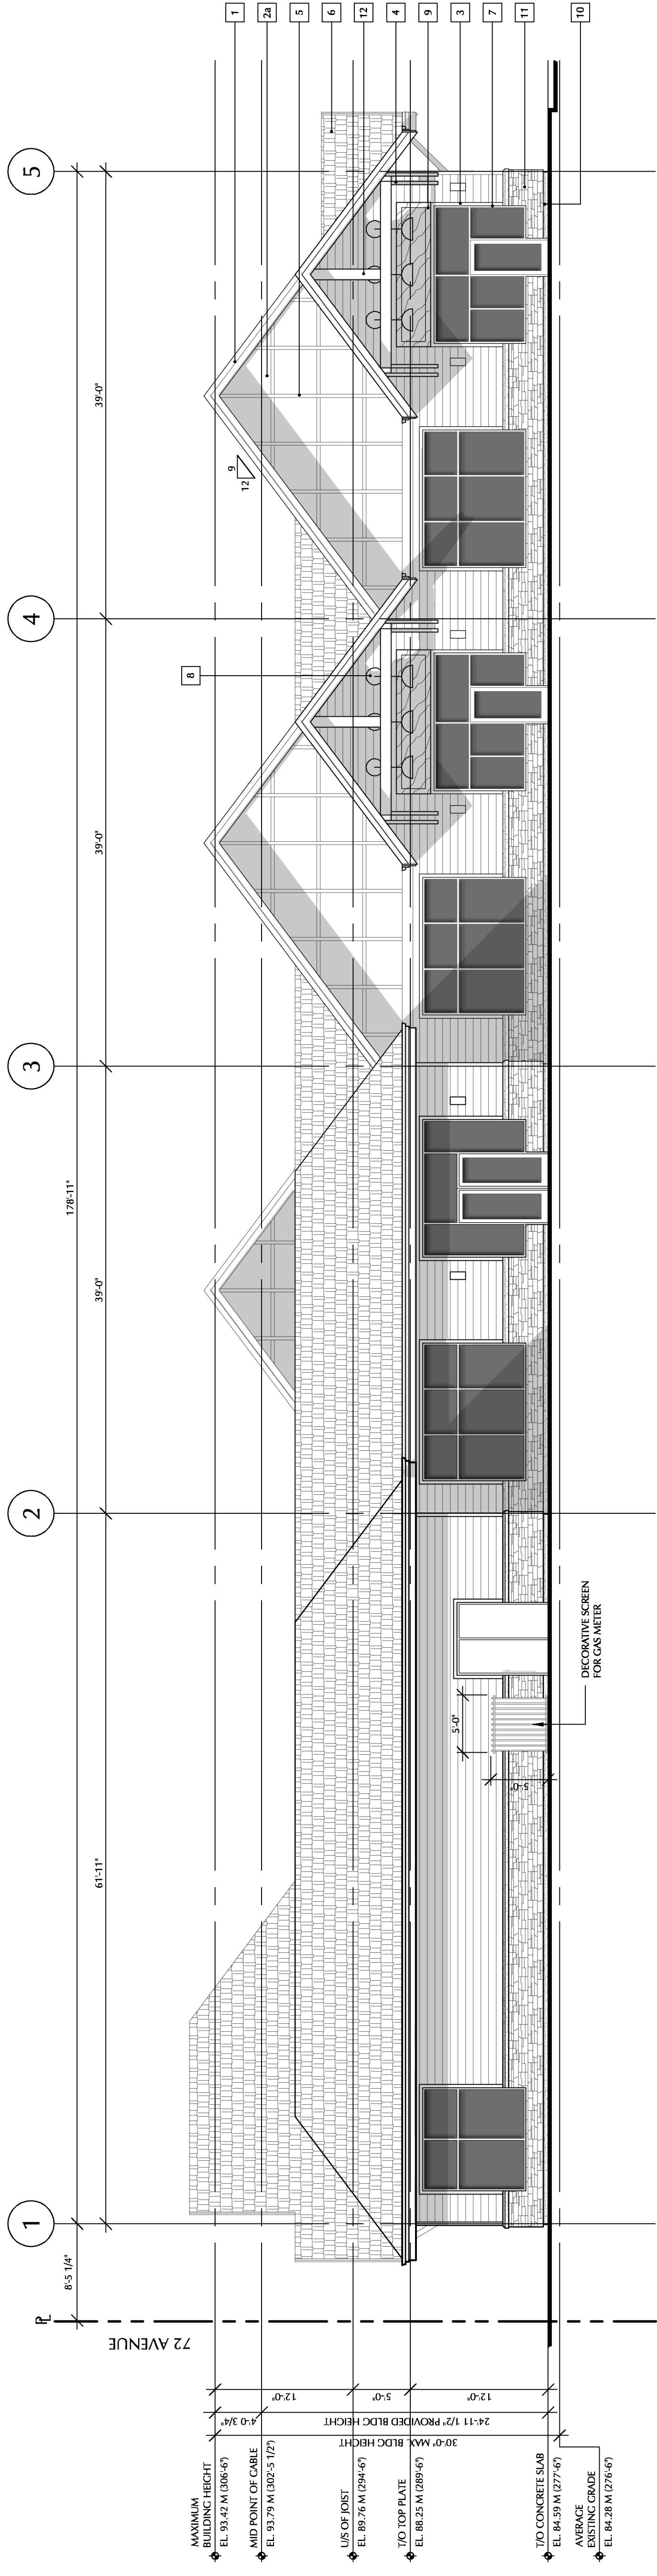 1
2
3
4
5
178'-11"
8'-5 1/4"
61'-11"
39'-0"
39'-0"
39'-0"
PL
72 AVENUE
MAXIMUM
BUILDING HEIGHT
EL. 93.42 M (306'-6")
MID POINT OF GABLE
EL. 93.79 M (302'-5 1/2")
U/S OF JOIST
EL. 89.76 M (294'-6")
T/O TOP PLATE
EL. 88.25 M (289'-6")
T/O CONCRETE SLAB
EL. 84.59 M (277'-6")
AVERAGE
EXISTING GRADE
EL. 84.28 M (276'-6")
30'-0" MAX. BLDG HEIGHT
24'-11 1/2" PROVIDED BLDG HEIGHT
4'-0 3/4"
12'-0"
5'-0"
12'-0"
5'-0"
5'-0"
DECORATIVE SCREEN
FOR GAS METER
8
9
12
1
2a
5
6
12
4
9
3
7
11
10